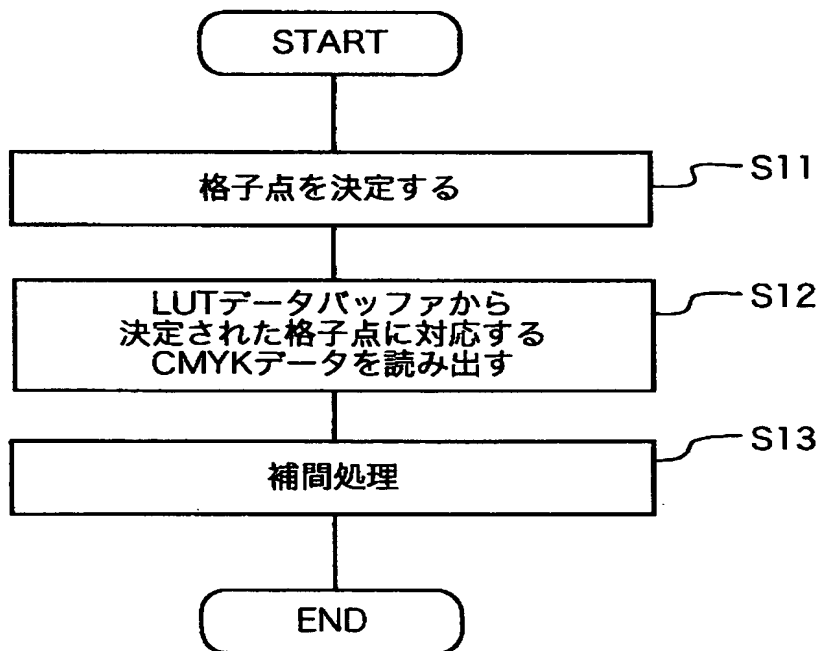 START
格子点を決定する
S11
LUTデータバッファから
決定された格子点に対応する
CMYKデータを読み出す
S12
補間処理
S13
END